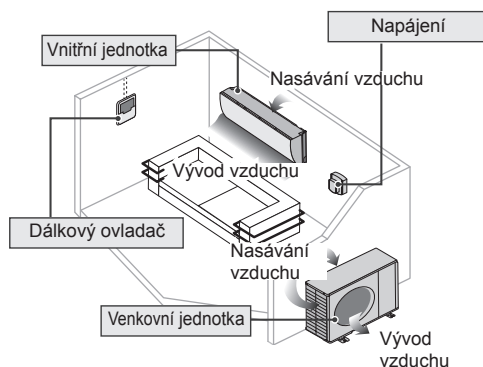 Napájení
Vnitřní jednotka
Nasávání vzduchu
Vývod vzduchu
Dálkový ovladač
Nasávání
vzduchu
Venkovní jednotka
Vývod
vzduchu